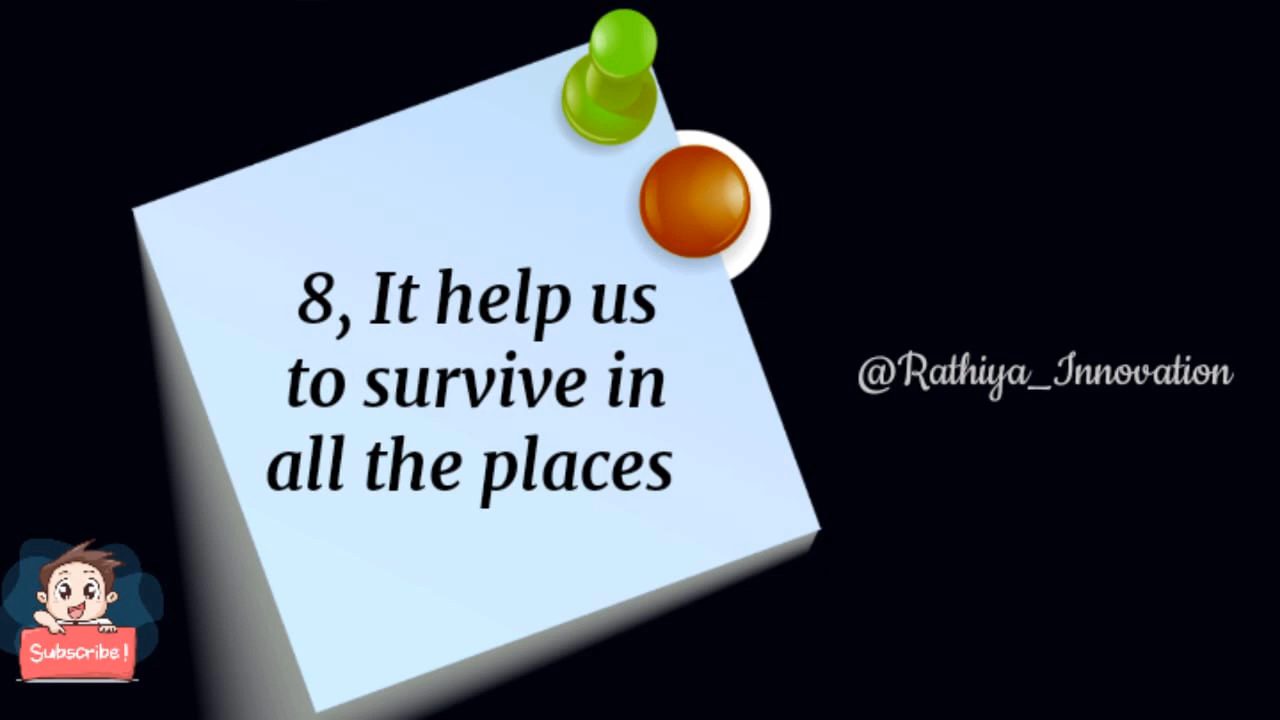 8, It help us
to survive in
all the places
@Rathiya_Innovation
Subscribe!